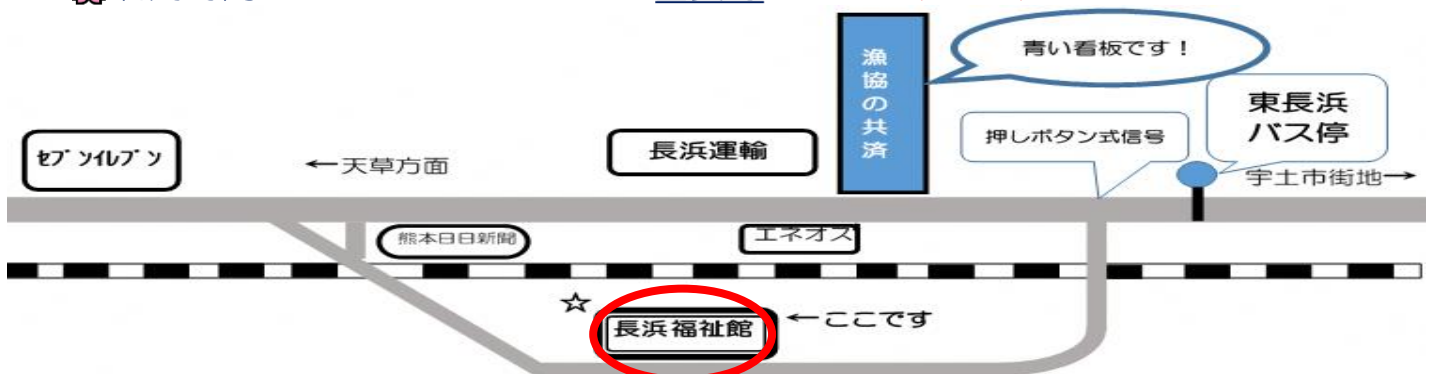 漁協の共済
青い看板です！
東長浜
バス停
押しボタン式信号
長浜運輸
ｾﾌﾞﾝｲﾚﾌﾞﾝ
←天草方面
宇土市街地→
熊本日日新聞
エネオス
☆
長浜福祉館
←ここです